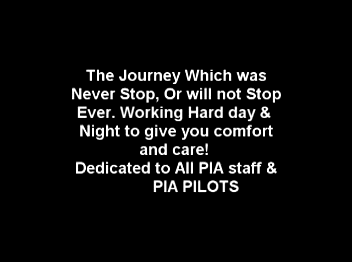 The Journey Which was
Never Stop, Or will not Stop
Ever. Working Hard day &
Night to give you comfort
and care!
Dedicated to All PIA staff &
PIA PILOTS